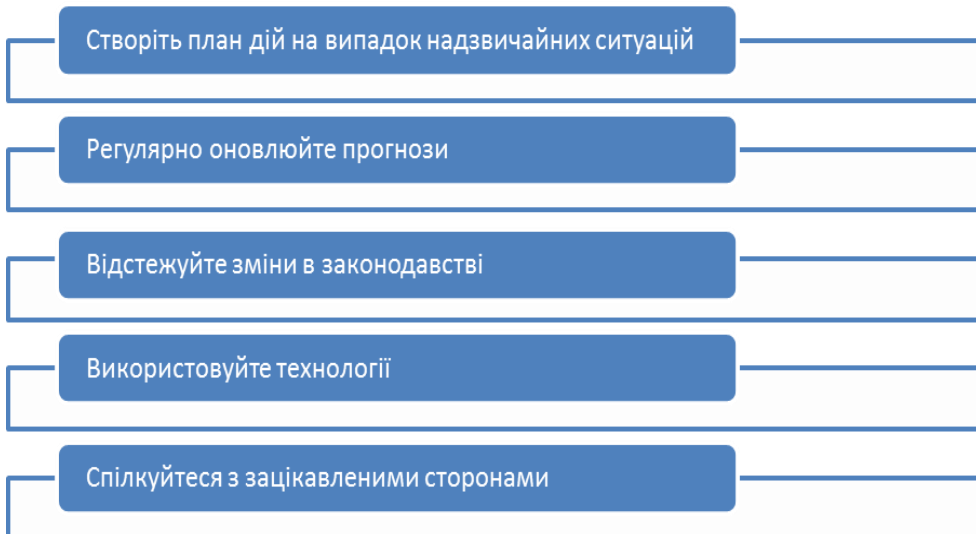 Створіть план дій на випадок надзвичайних ситуацій
Регулярно оновлюйте прогнози
Відстежуйте зміни в законодавстві
Використовуйте технології
Спілкуйтеся з зацікавленими сторонами